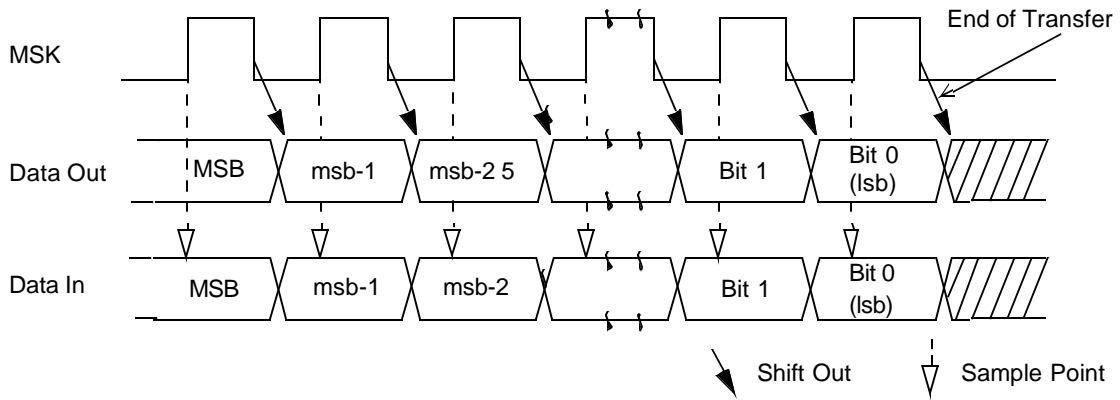 End of Transfer
MSK
Data Out
MSB
msb-1
msb-2 5
Bit 1
Bit 0
(lsb)
Data In
MSB
msb-1
msb-2
Bit 1
Bit 0
(lsb)
Shift Out
Sample Point